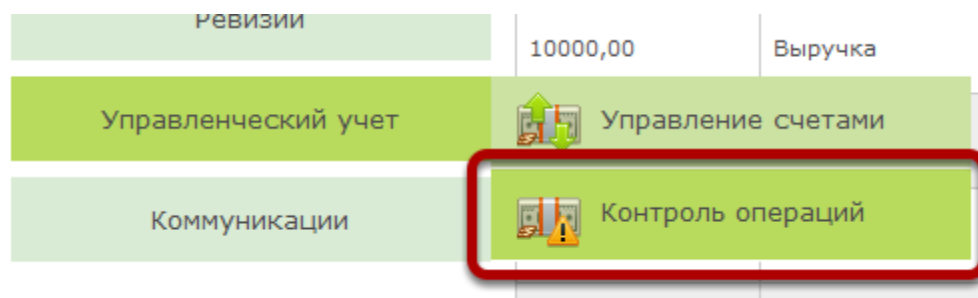 Ревизии
10000,00
Выручка
Управленческий учет
Управление счетами
Коммуникации
Контроль операций